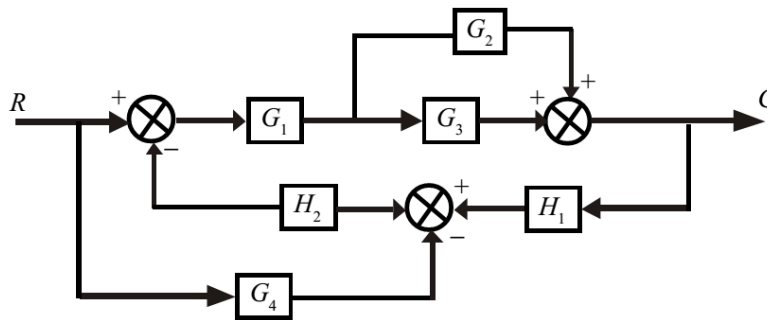 G₂
R + + + C
G₁ G₃
−
H₂ + H₁
−
G₄